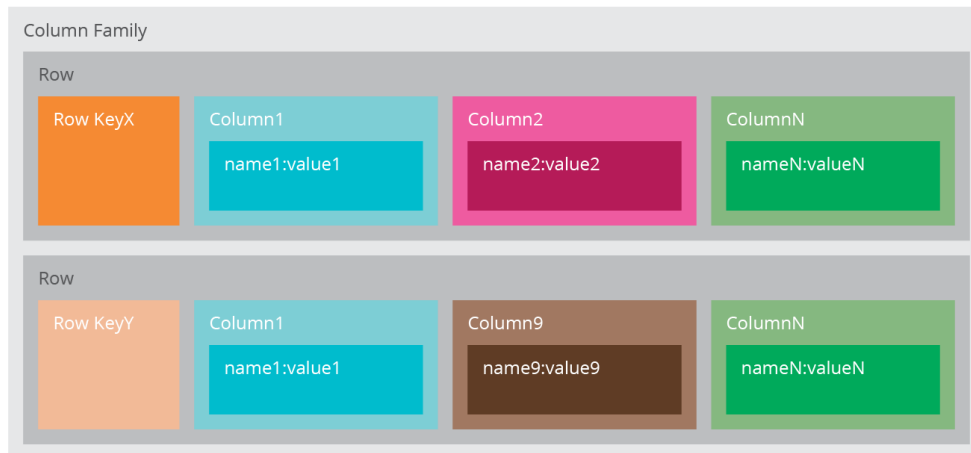 Column Family
Row
Row KeyX
Column1
name1:value1
Column2
name2:value2
ColumnN
nameN:valueN
Row
Row KeyY
Column1
name1:value1
Column9
name9:value9
ColumnN
nameN:valueN